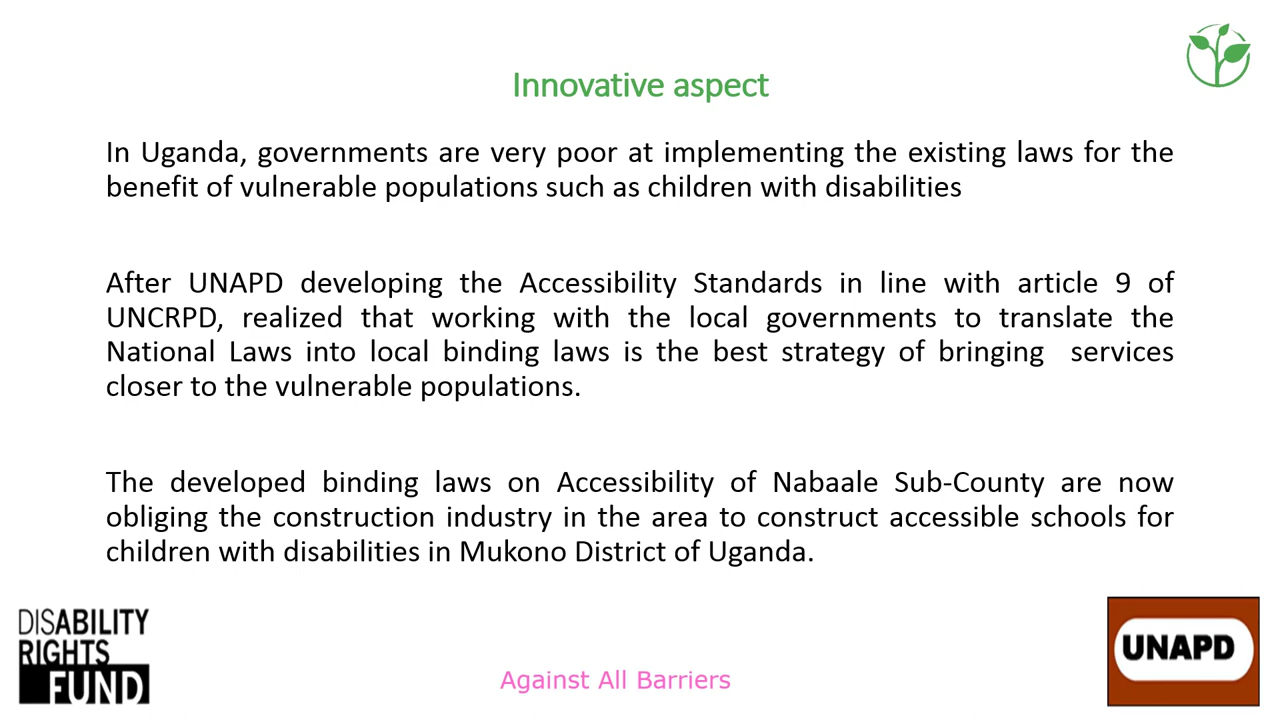 Innovative aspect
In Uganda, governments are very poor at implementing the existing laws for the
benefit of vulnerable populations such as children with disabilities
After UNAPD developing the Accessibility Standards in line with article 9 of
UNCRPD, realized that working with the local governments to translate the
National Laws into local binding laws is the best strategy of bringing services
closer to the vulnerable populations.
The developed binding laws on Accessibility of Nabaale Sub-County are now
obliging the construction industry in the area to construct accessible schools for
children with disabilities in Mukono District of Uganda.
DISABILITY
RIGHTS
FUND
Against All Barriers
UNAPD